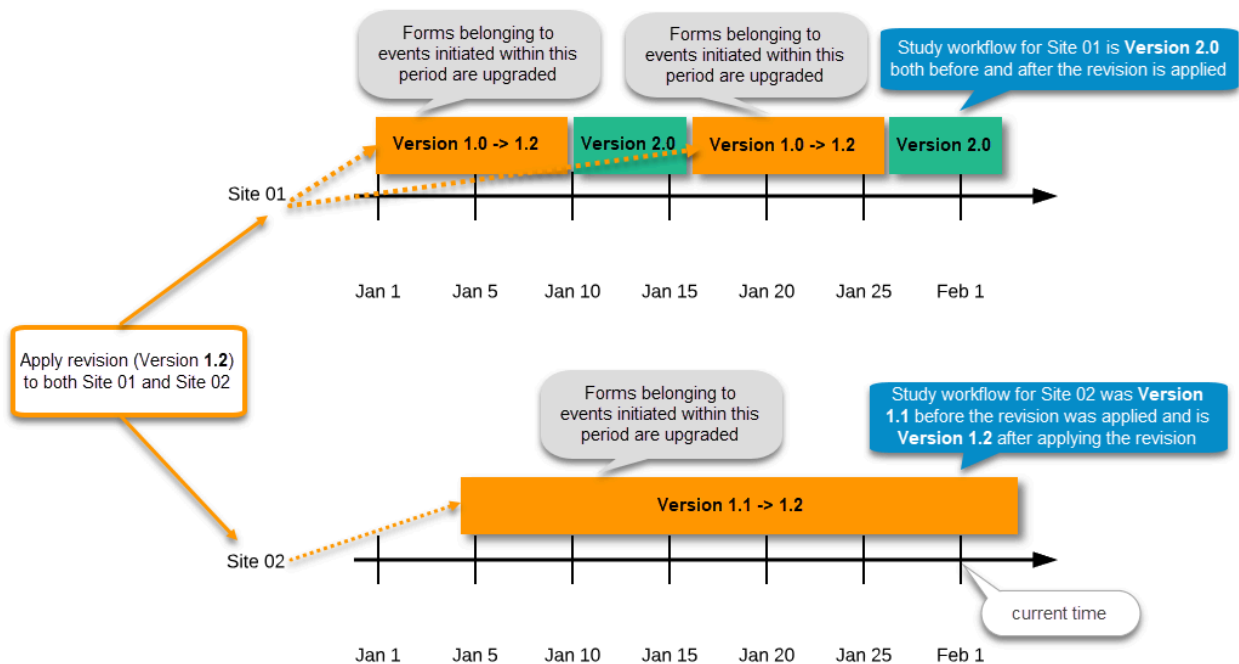 Forms belonging to
events initiated within this
period are upgraded
Forms belonging to
events initiated within this
period are upgraded
Study workflow for Site 01 is Version 2.0
both before and after the revision is applied
Version 1.0 -> 1.2
Version 2.0
Version 1.0 -> 1.2
Version 2.0
Site 01
Jan 1
Jan 5
Jan 10
Jan 15
Jan 20
Jan 25
Feb 1
Apply revision (Version 1.2)
to both Site 01 and Site 02
Forms belonging to
events initiated within this
period are upgraded
Study workflow for Site 02 was Version
1.1 before the revision was applied and is
Version 1.2 after applying the revision
Version 1.1 -> 1.2
Site 02
current time
Jan 1
Jan 5
Jan 10
Jan 15
Jan 20
Jan 25
Feb 1